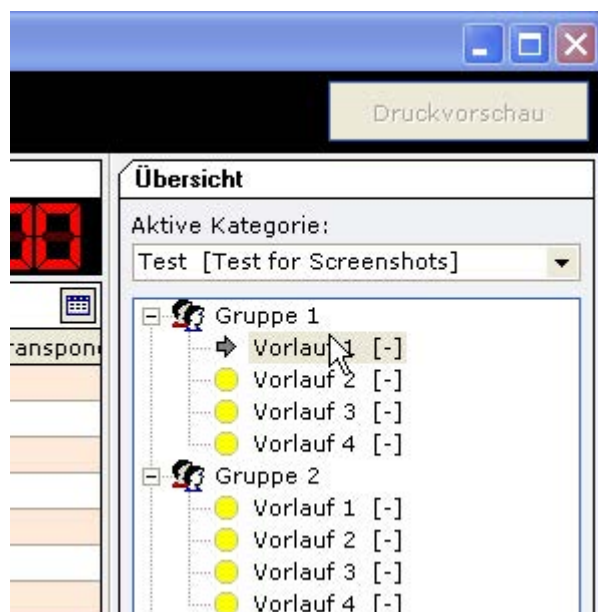 Druckvorschau
Übersicht
Aktive Kategorie:
Test [Test for Screenshots]
Gruppe 1
Vorlauf 1 [-]
Vorlauf 2 [-]
Vorlauf 3 [-]
Vorlauf 4 [-]
Gruppe 2
Vorlauf 1 [-]
Vorlauf 2 [-]
Vorlauf 3 [-]
Vorlauf 4 [-]